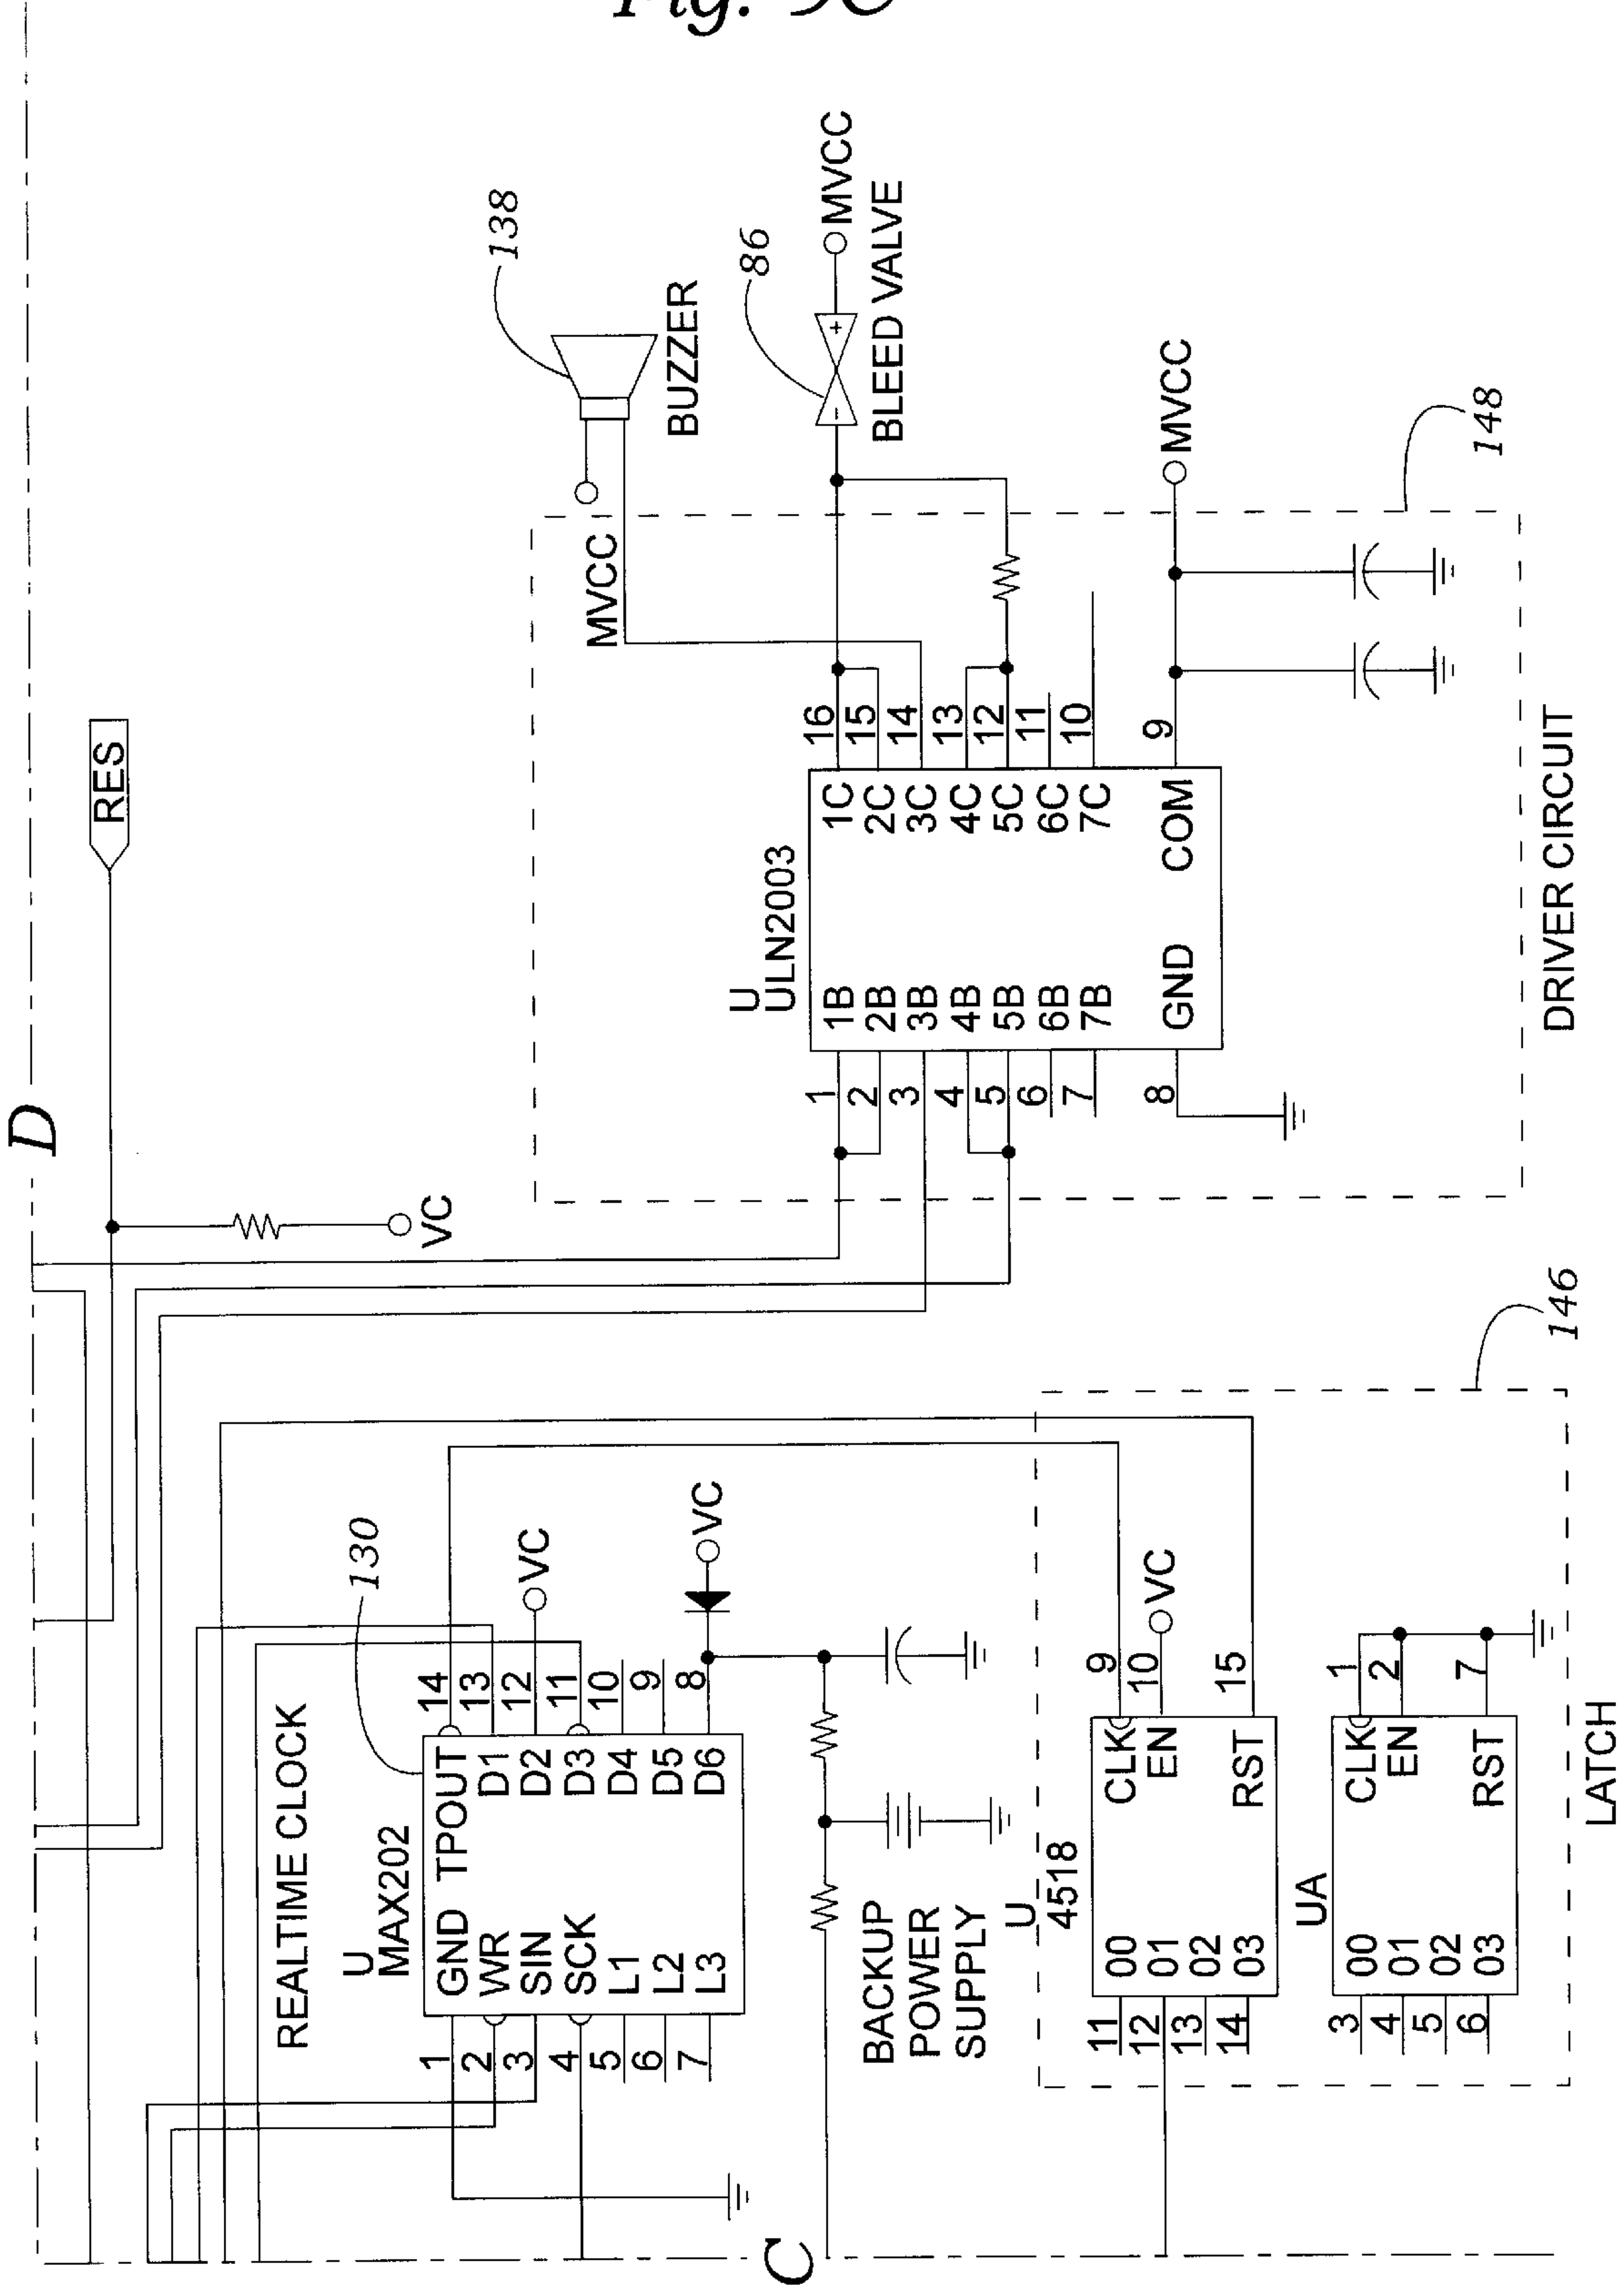 Fig. 9C
D
RES
VC
138
MVCC
BUZZER
86
MVCC
BLEED VALVE
U
ULN2003
1 1B 1C 16
2 2B 2C 15
3 3B 3C 14
4 4B 4C 13
5 5B 5C 12
6 6B 6C 11
7 7B 7C 10
8 GND COM 9
MVCC
148
DRIVER CIRCUIT
REALTIME CLOCK
130
U
MAX202
1 GND TPOUT 14
2 WR D1 13
3 SIN D2 12
4 SCK D3 11
5 L1 D4 10
6 L2 D5 9
7 L3 D6 8
VC
VC
BACKUP
POWER
SUPPLY
C
146
U
4518
11 00 CLK 9
12 01 EN 10
13 02
14 03 RST 15
VC
UA
3 00 CLK 1
4 01 EN 2
5 02
6 03 RST 7
LATCH